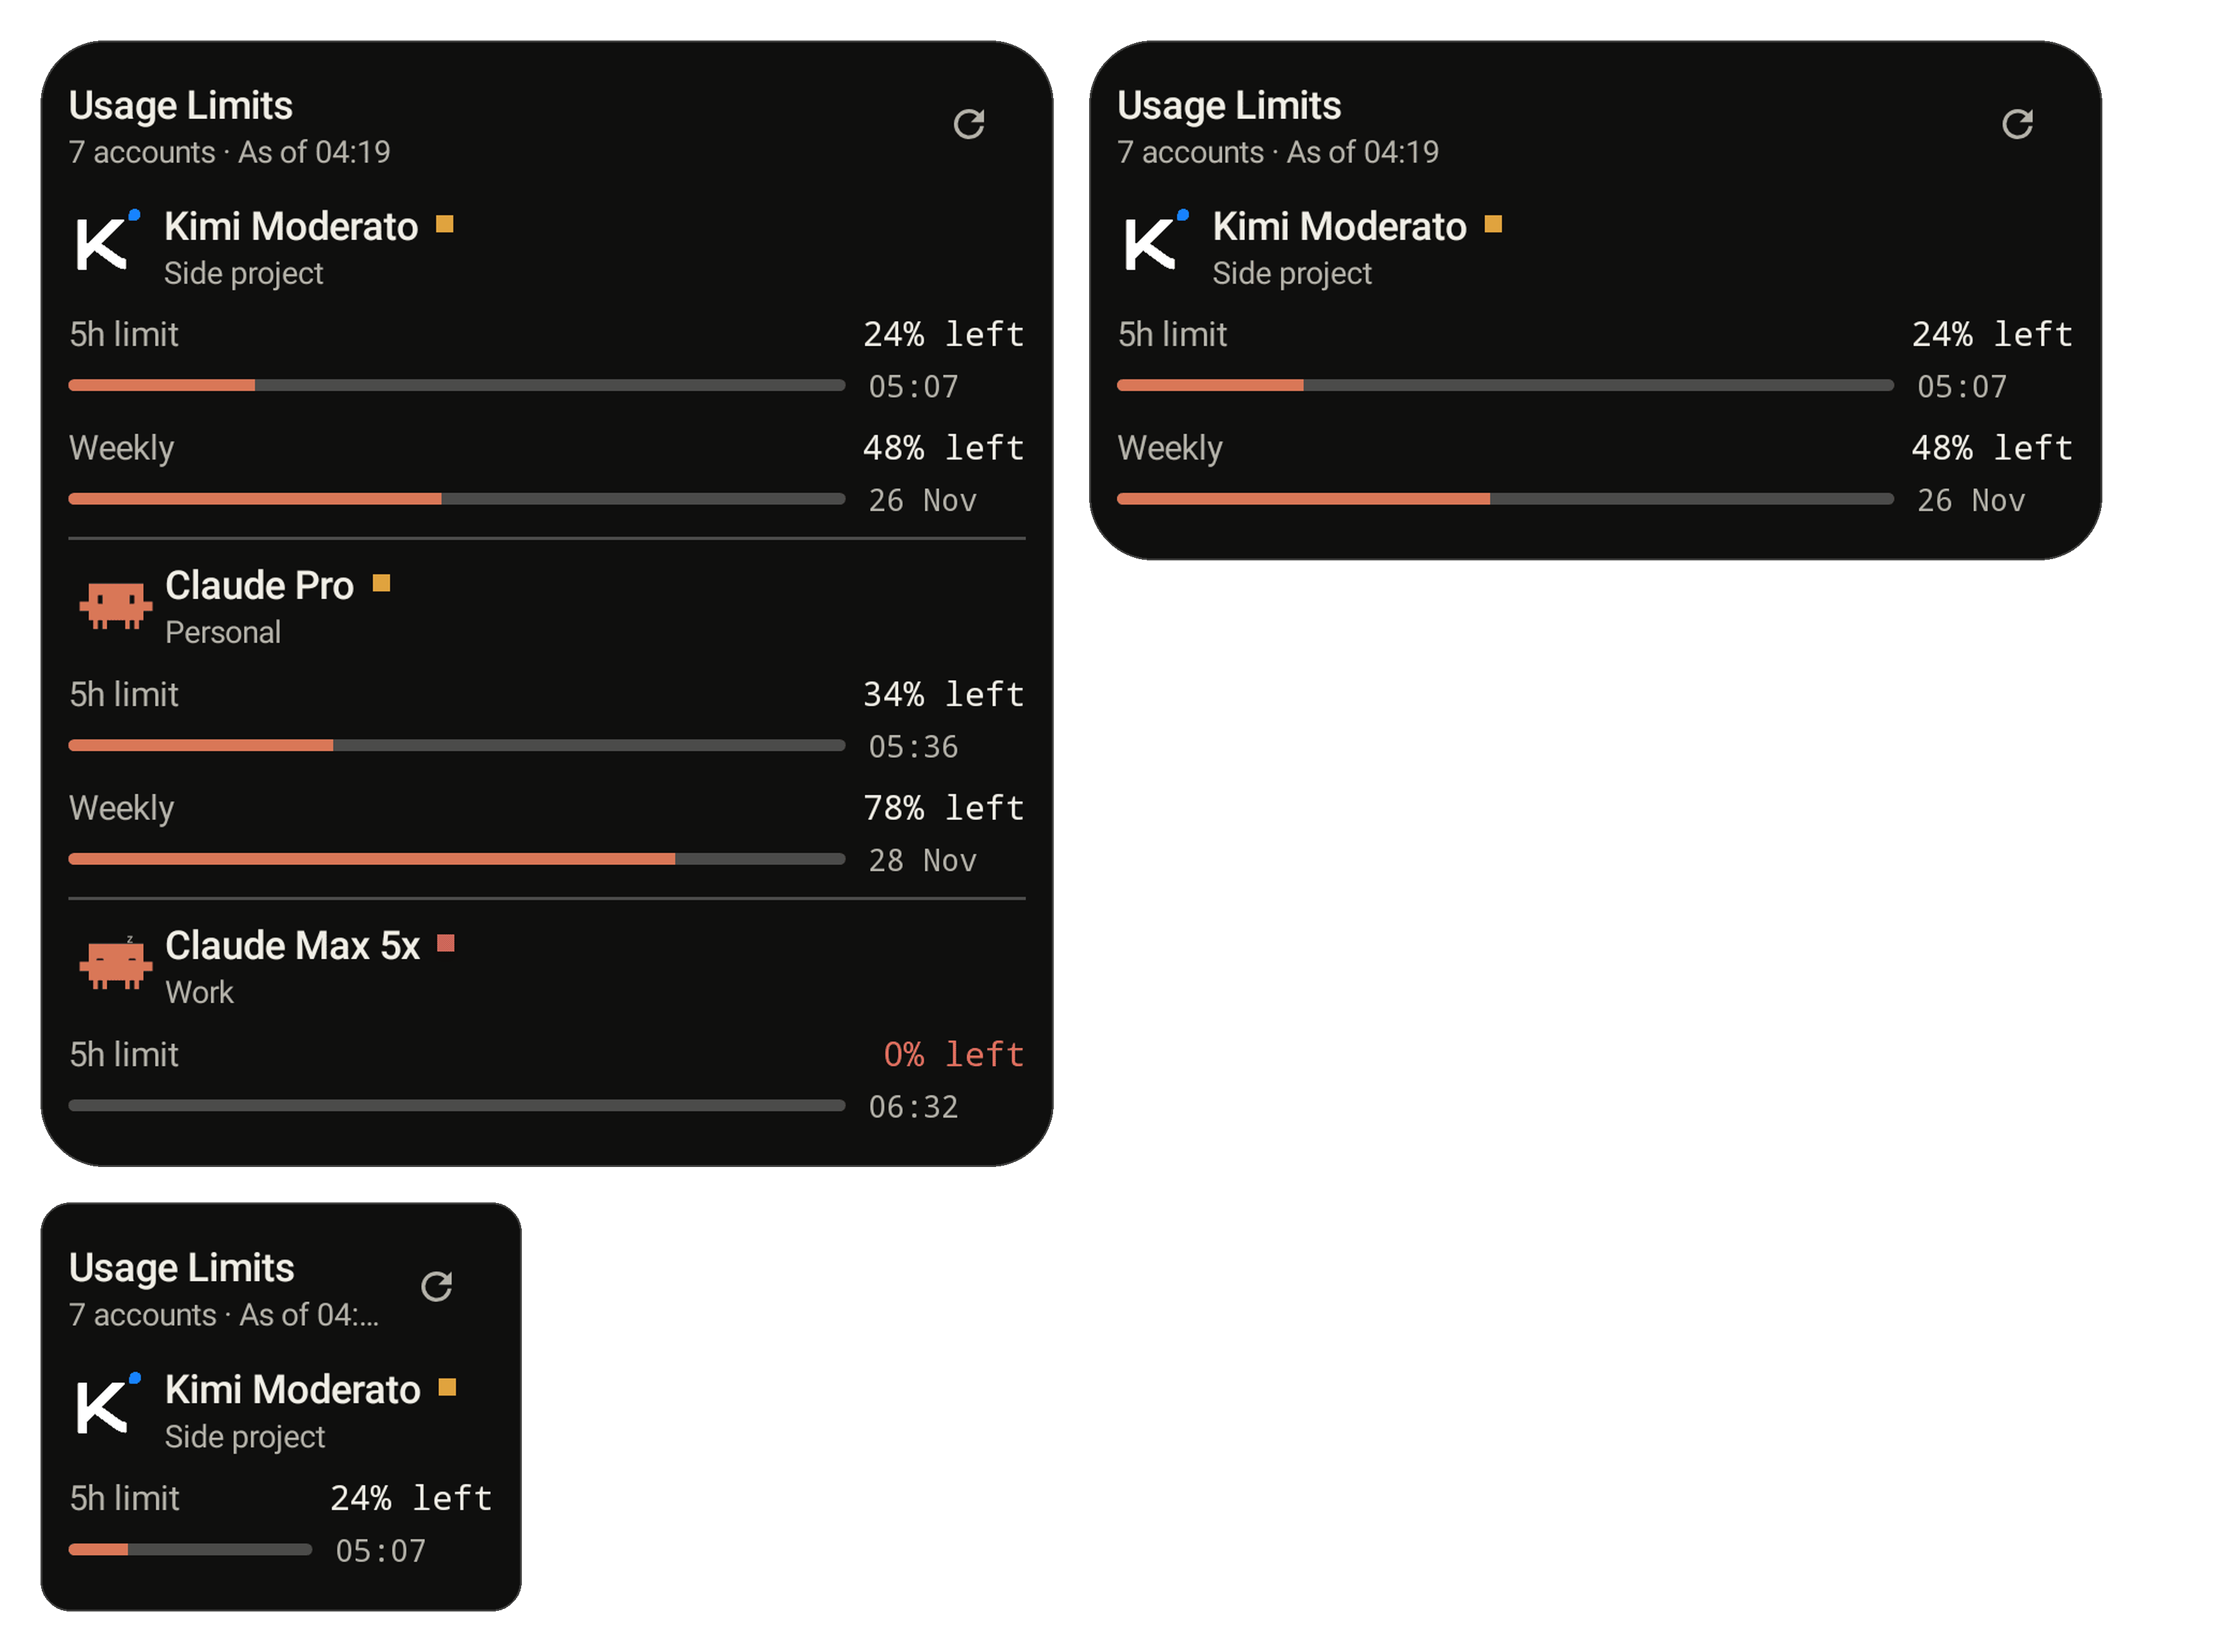 Usage Limits
7 accounts · As of 04:19
Kimi Moderato
Side project
5h limit 24% left
05:07
Weekly 48% left
26 Nov
Claude Pro
Personal
5h limit 34% left
05:36
Weekly 78% left
28 Nov
z
Claude Max 5x
Work
5h limit 0% left
06:32
Usage Limits
7 accounts · As of 04:19
Kimi Moderato
Side project
5h limit 24% left
05:07
Weekly 48% left
26 Nov
Usage Limits
7 accounts · As of 04:...
Kimi Moderato
Side project
5h limit 24% left
05:07